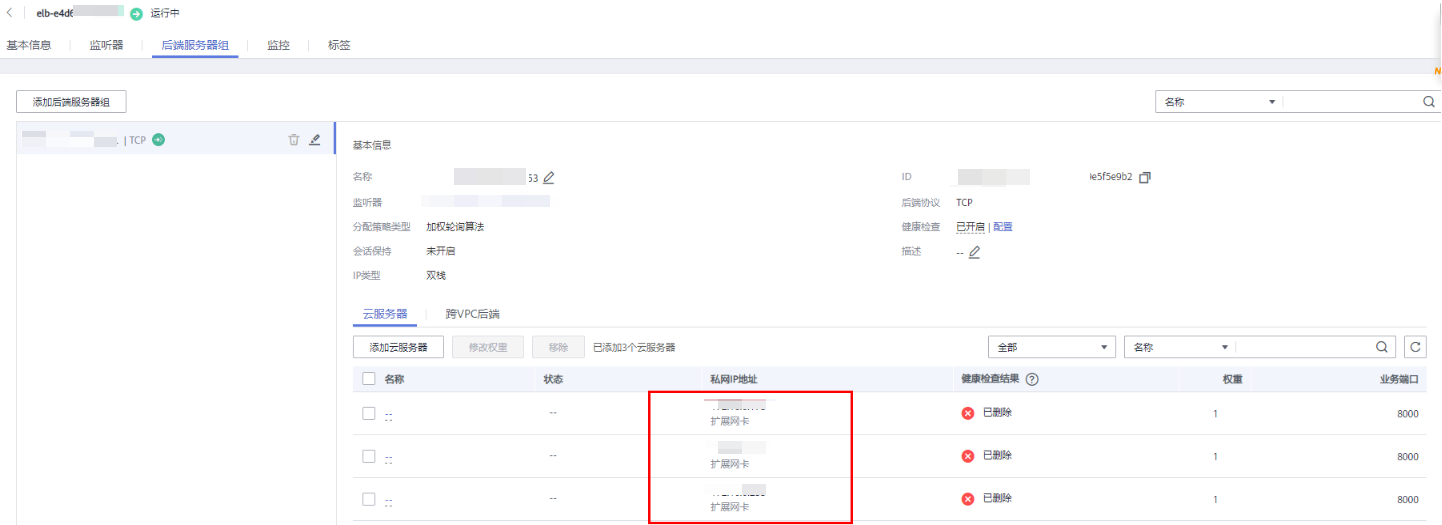 elb-e4d6 运行中
基本信息 监听器 后端服务器组 监控 标签
添加后端服务器组 名称
| TCP
基本信息
名称 53 ID e5f5e9b2
监听器 后端协议 TCP
分配策略类型 加权轮询算法 健康检查 已开启 | 配置
会话保持 未开启 描述 --
IP类型 双栈
云服务器 跨VPC后端
添加云服务器 修改权重 移除 已添加3个云服务器 全部 名称
名称 状态 私网IP地址 健康检查结果 ? 权重 业务端口
-- -- 已删除 1 8000
-- 扩展网卡
-- -- 已删除 1 8000
-- 扩展网卡
-- -- 已删除 1 8000
-- 扩展网卡